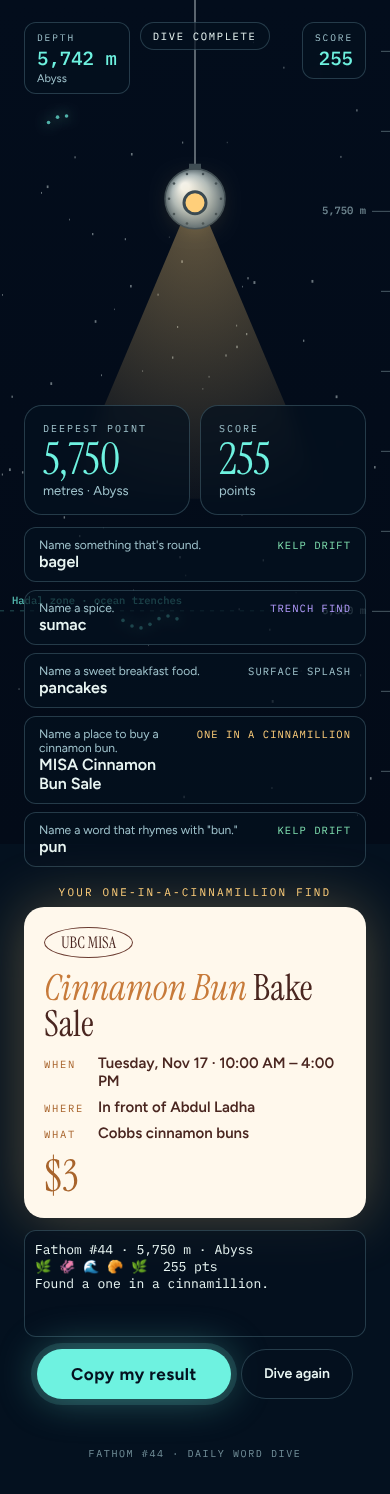 DEPTH
5,742 m
Abyss
DIVE COMPLETE
SCORE
255
5,750 m
DEEPEST POINT
5,750
metres · Abyss
SCORE
255
points
Name something that's round.
KELP DRIFT
bagel
Hadal zone · ocean trenches
Name a spice.
TRENCH FIND
sumac
Name a sweet breakfast food.
SURFACE SPLASH
pancakes
Name a place to buy a
cinnamon bun.
ONE IN A CINNAMILLION
MISA Cinnamon
Bun Sale
Name a word that rhymes with "bun."
KELP DRIFT
pun
YOUR ONE-IN-A-CINNAMILLION FIND
UBC MISA
Cinnamon Bun Bake
Sale
WHEN Tuesday, Nov 17 · 10:00 AM – 4:00
PM
WHERE In front of Abdul Ladha
WHAT Cobbs cinnamon buns
$3
Fathom #44 · 5,750 m · Abyss
🌿 🦑 🌊 🥐 🌿 255 pts
Found a one in a cinnamillion.
Copy my result
Dive again
FATHOM #44 · DAILY WORD DIVE